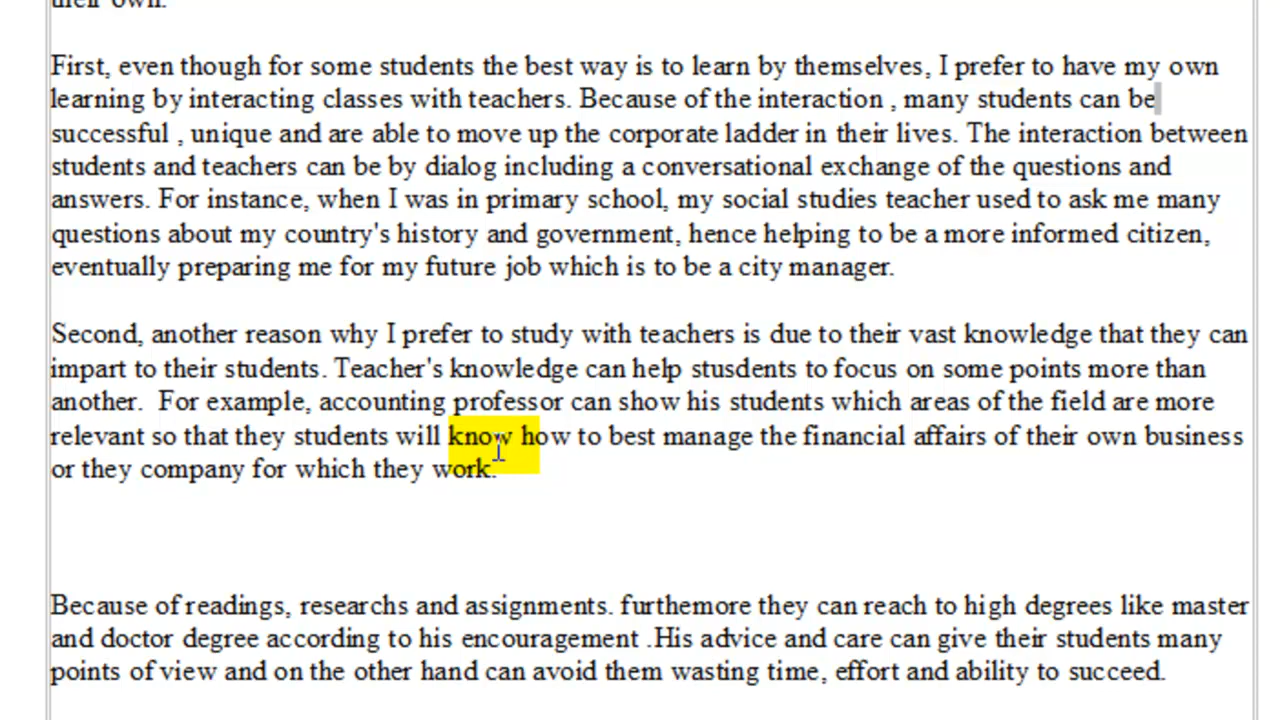 their own.
First, even though for some students the best way is to learn by themselves, I prefer to have my own
learning by interacting classes with teachers. Because of the interaction , many students can be
successful , unique and are able to move up the corporate ladder in their lives. The interaction between
students and teachers can be by dialog including a conversational exchange of the questions and
answers. For instance, when I was in primary school, my social studies teacher used to ask me many
questions about my country's history and government, hence helping to be a more informed citizen,
eventually preparing me for my future job which is to be a city manager.
Second, another reason why I prefer to study with teachers is due to their vast knowledge that they can
impart to their students. Teacher's knowledge can help stusdents to focus on some points more than
another.  For example, accounting professor can show his students which areas of the field are more
relevant so that they students will know how to best manage the financial affairs of their own business
or they company for which they work.
Because of readings, researchs and assignments. furthemore they can reach to high degrees like master
and doctor degree according to his encouragement .His advice and care can give their students many
points of view and on the other hand can avoid them wasting time, effort and ability to succeed.